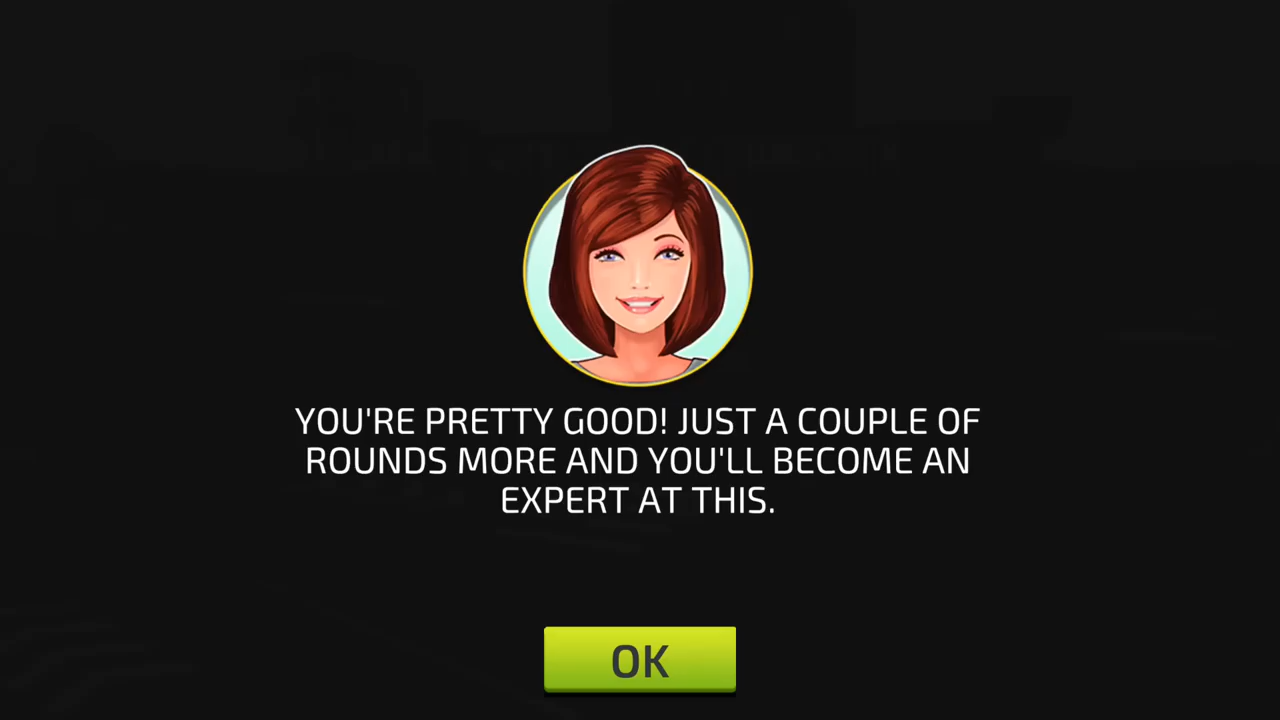 YOU'RE PRETTY GOOD! JUST A COUPLE OF
ROUNDS MORE AND YOU'LL BECOME AN
EXPERT AT THIS.
OK